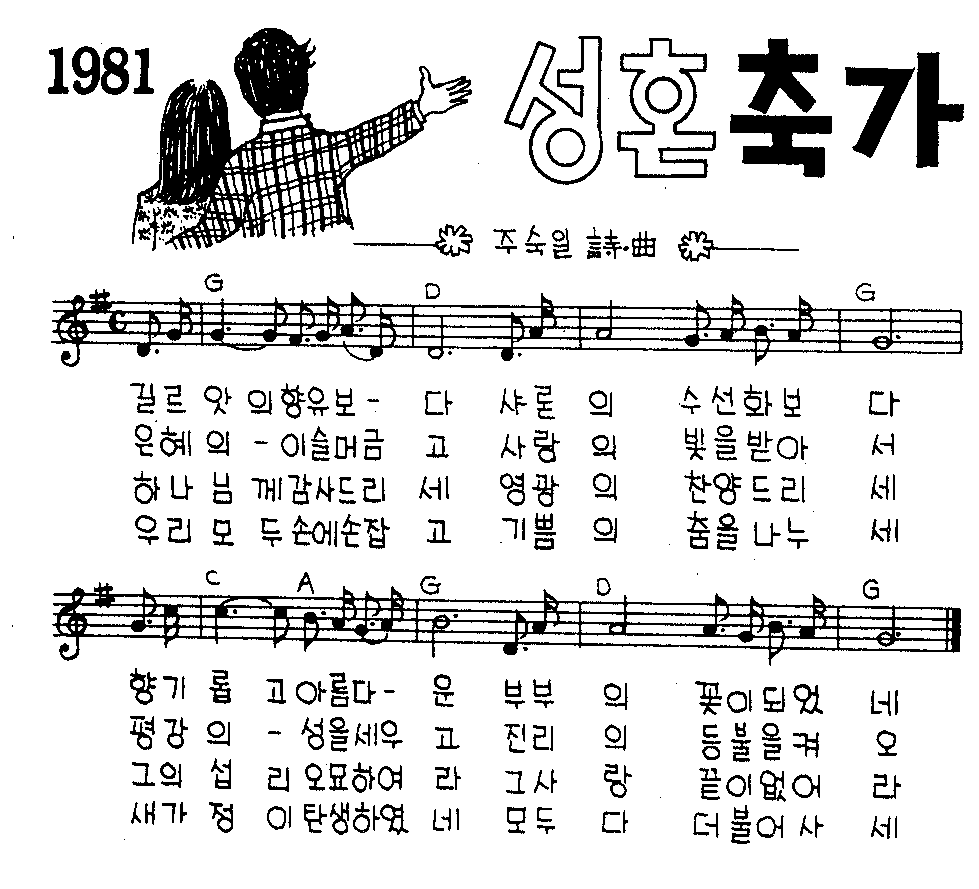 1981
성혼축가
주숙일 詩·曲
G D G
길르 앗 의향유보- 다 샤론 의 수선화보 다
은혜의 - 이슬머금 고 사랑 의 빛을받아 서
하나 님 께감사드리 세 영광 의 찬양드리 세
우리 모 두손에손잡 고 기쁨 의 춤을나누 세
C A G D G
향기 롭 고아름다- 운 부부 의 꽃이되었 네
평강의 - 성을세우 고 진리 의 등불을켜 오
그의 섭 리오묘하여 라 그사 랑 끝이없어 라
새가 정 이탄생하였 네 모두 다 더불어사 세